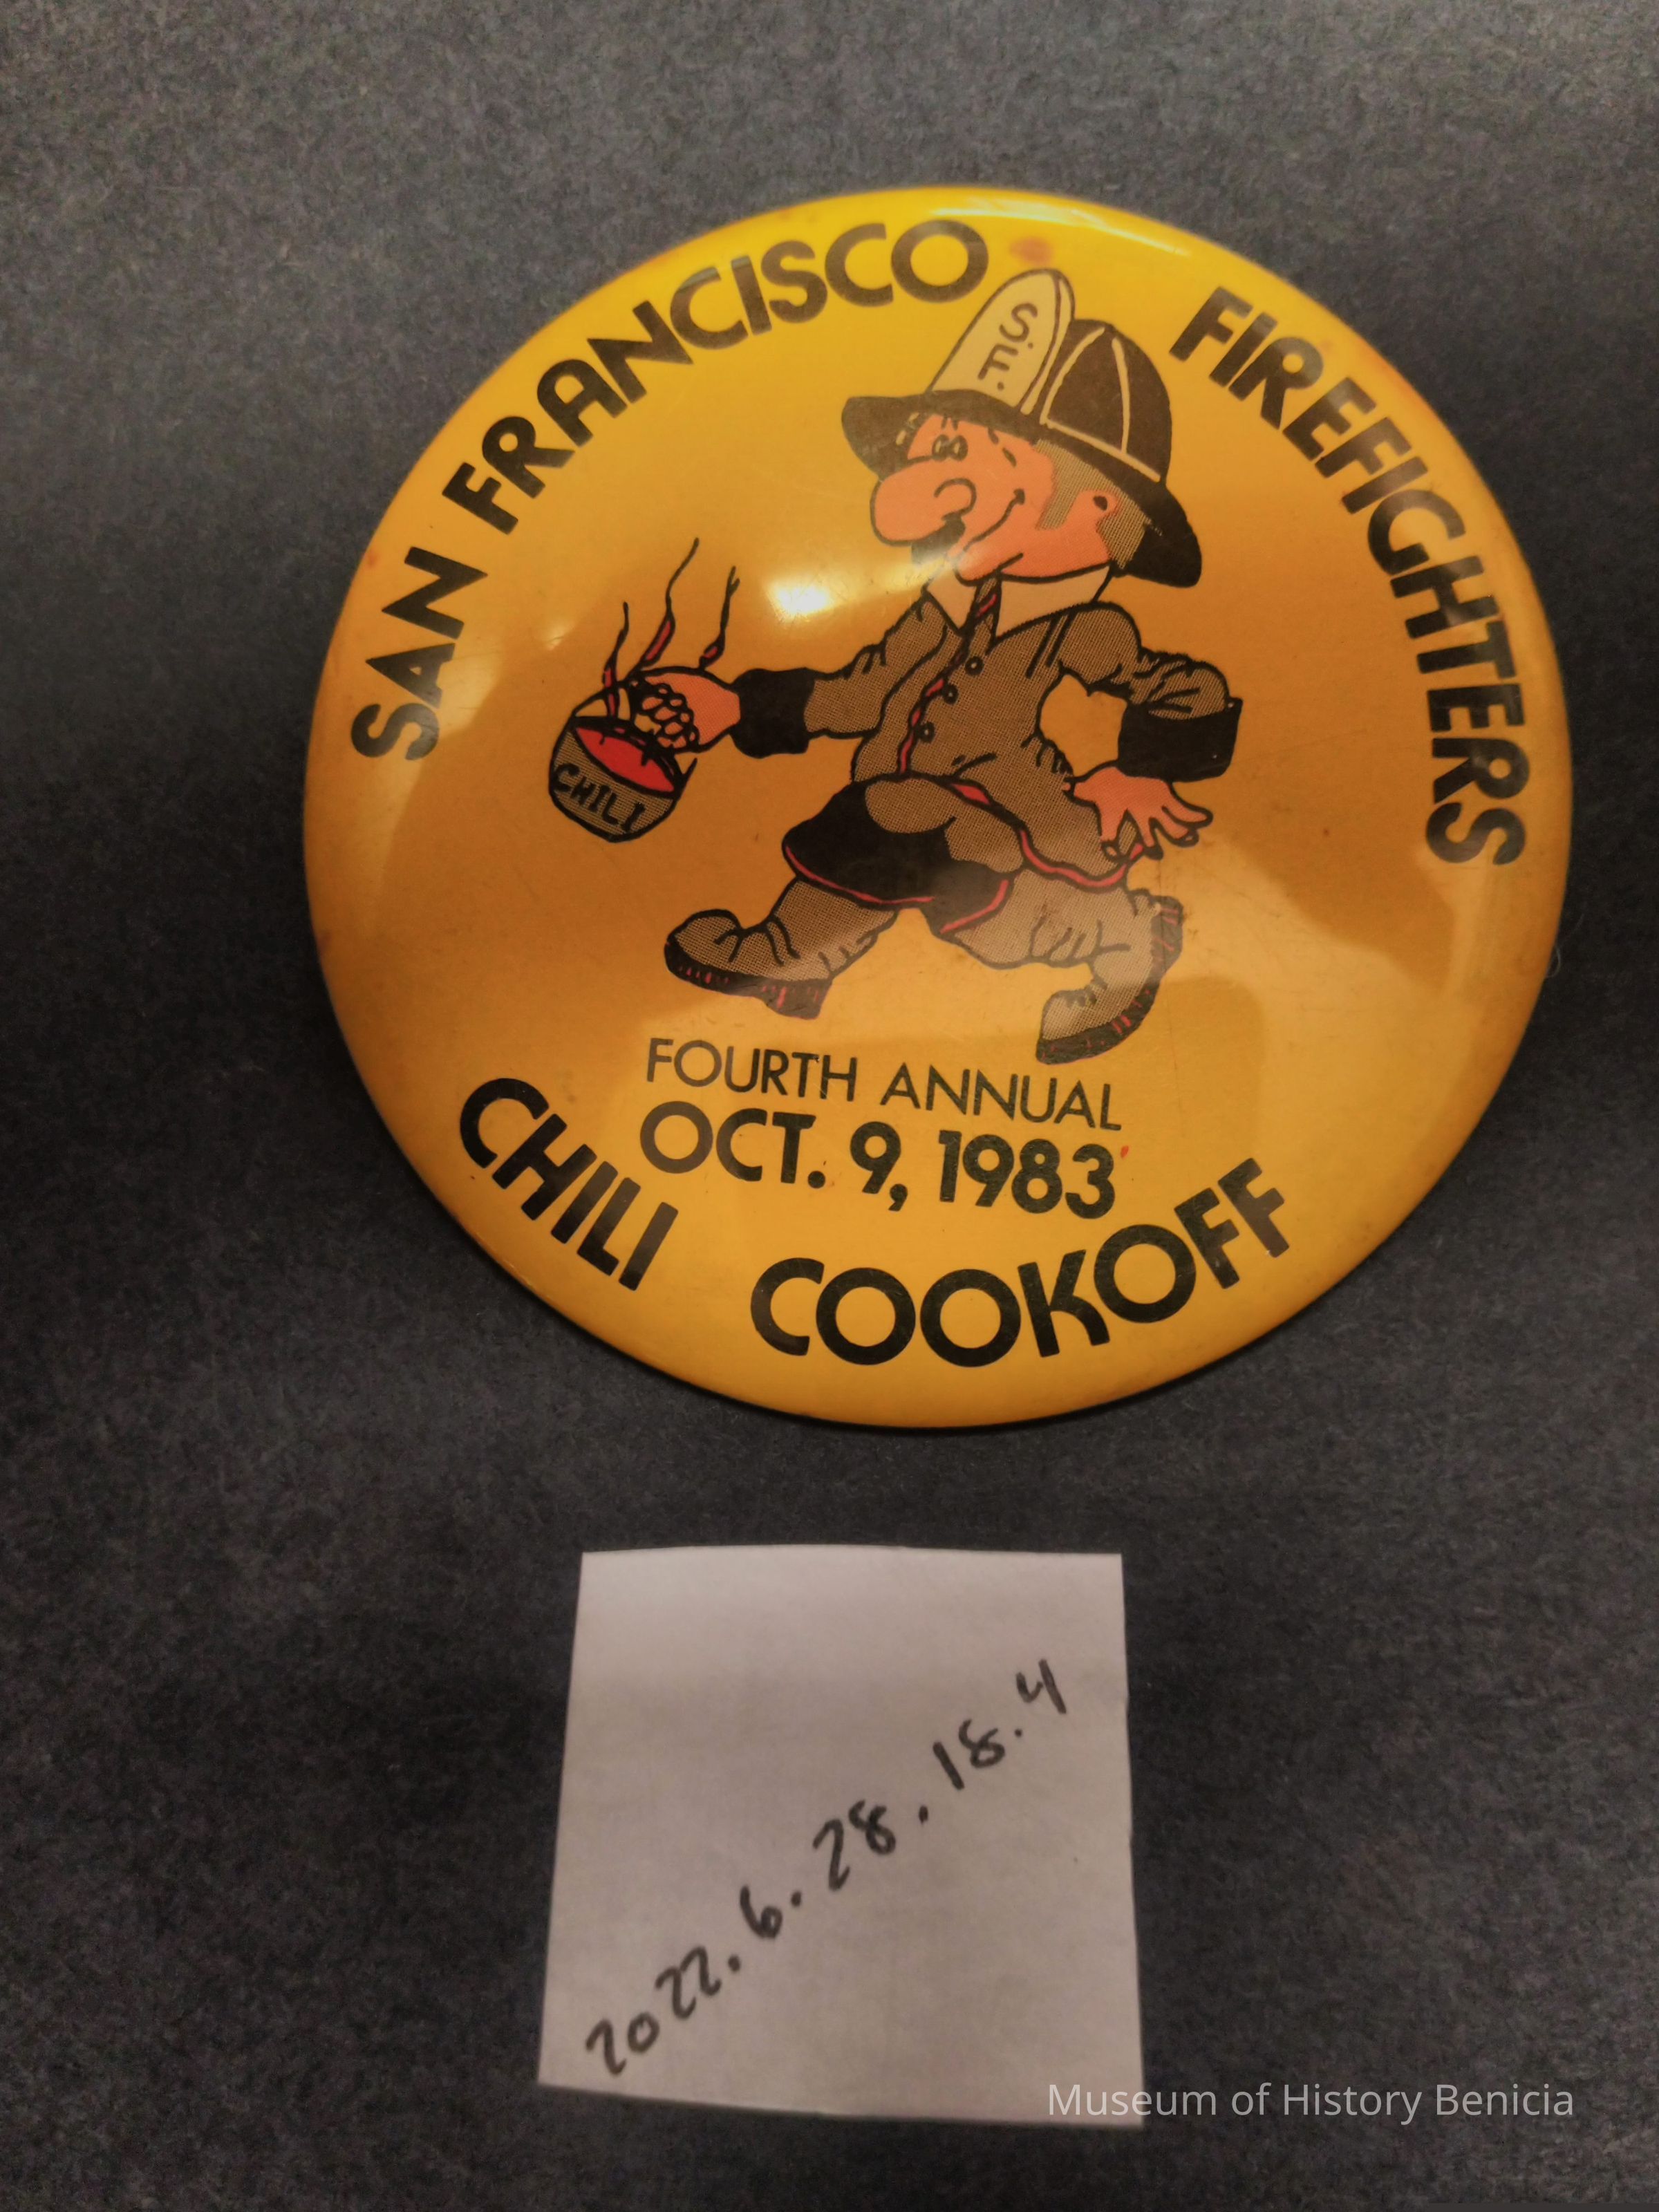 SAN FRANCISCO FIREFIGHTERS
S.F.
CHILI
FOURTH ANNUAL
OCT. 9, 1983
CHILI COOKOFF
2022.6.28.18.4
Museum of History Benicia